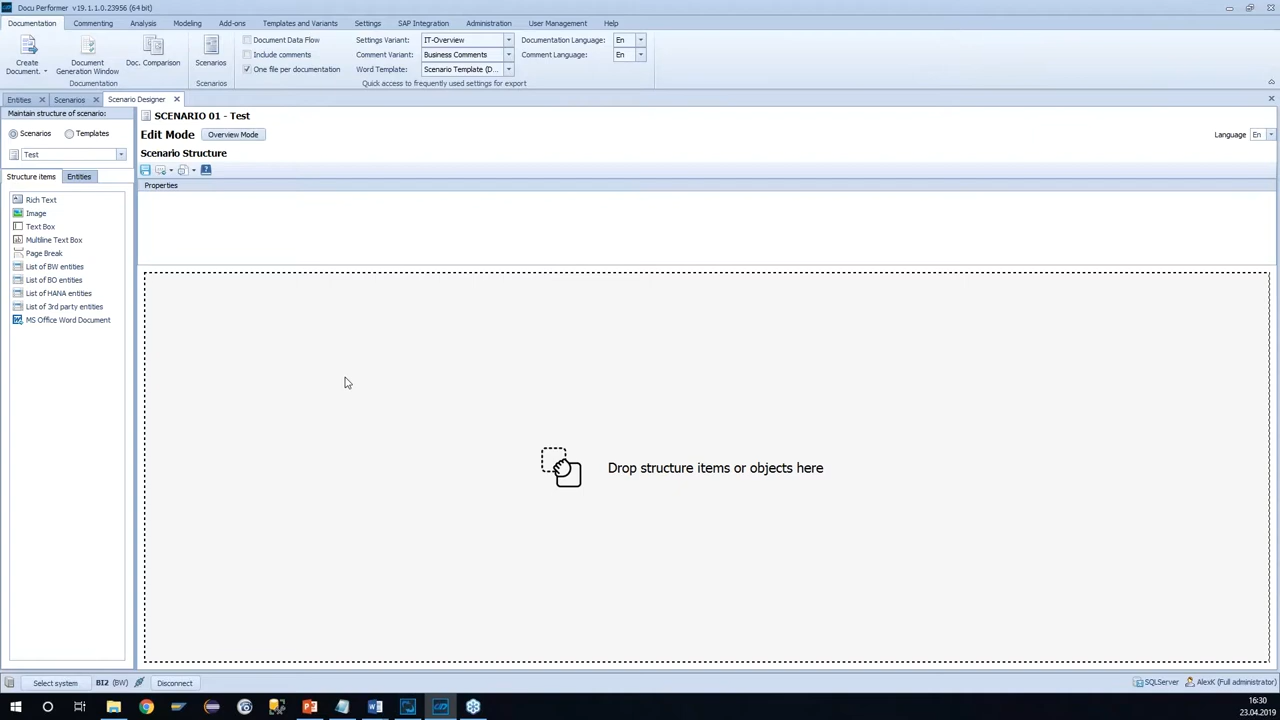 Docu Performer v19.1.1.0.23956 (64 bit)
Documentation Commenting Analysis Modeling Add-ons Templates and Variants Settings SAP Integration Administration User Management Help
Create Document.
Document Generation Window
Doc. Comparison
Documentation
Scenarios
Scenarios
Document Data Flow
Include comments
One file per documentation
Settings Variant: IT-Overview
Comment Variant: Business Comments
Word Template: Scenario Template (D...
Documentation Language: En
Comment Language: En
Quick access to frequently used settings for export
Entities Scenarios Scenario Designer
Maintain structure of scenario:
Scenarios Templates
Test
Structure items Entities
Rich Text
Image
Text Box
Multiline Text Box
Page Break
List of BW entities
List of BO entities
List of HANA entities
List of 3rd party entities
MS Office Word Document
SCENARIO 01 - Test
Edit Mode Overview Mode
Language En
Scenario Structure
Properties
Drop structure items or objects here
Select system BI2 (BW) Disconnect
SQLServer AlexK (Full administrator)
16:30
23.04.2019